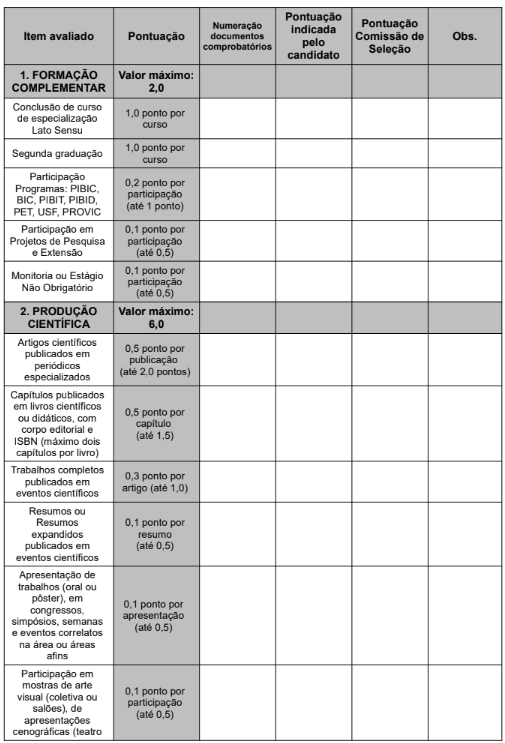 Item avaliado
Pontuação
Numeração
documentos
comprobatórios
Pontuação
indicada
pelo
candidato
Pontuação
Comissão de
Seleção
Obs.
1. FORMAÇÃO
COMPLEMENTAR
Valor máximo:
2,0
Conclusão de curso
de especialização
Lato Sensu
1,0 ponto por
curso
Segunda graduação
1,0 ponto por
curso
Participação
Programas: PIBIC,
BIC, PIBIT, PIBID,
PET, USF, PROVIC
0,2 ponto por
participação
(até 1 ponto)
Participação em
Projetos de Pesquisa
e Extensão
0,1 ponto por
participação
(até 0,5)
Monitoria ou Estágio
Não Obrigatório
0,1 ponto por
participação
(até 0,5)
2. PRODUÇÃO
CIENTÍFICA
Valor máximo:
6,0
Artigos científicos
publicados em
periódicos
especializados
0,5 ponto por
publicação
(até 2,0 pontos)
Capítulos publicados
em livros científicos
ou didáticos, com
corpo editorial e
ISBN (máximo dois
capítulos por livro)
0,5 ponto por
capítulo
(até 1,5)
Trabalhos completos
publicados em
eventos científicos
0,3 ponto por
artigo (até 1,0)
Resumos ou
Resumos
expandidos
publicados em
eventos científicos
0,1 ponto por
resumo
(até 0,5)
Apresentação de
trabalhos (oral ou
pôster), em
congressos,
simpósios, semanas
e eventos correlatos
na área ou áreas
afins
0,1 ponto por
apresentação
(até 0,5)
Participação em
mostras de arte
visual (coletiva ou
salões), de
apresentações
cenográficas (teatro
0,1 ponto por
participação
(até 0,5)